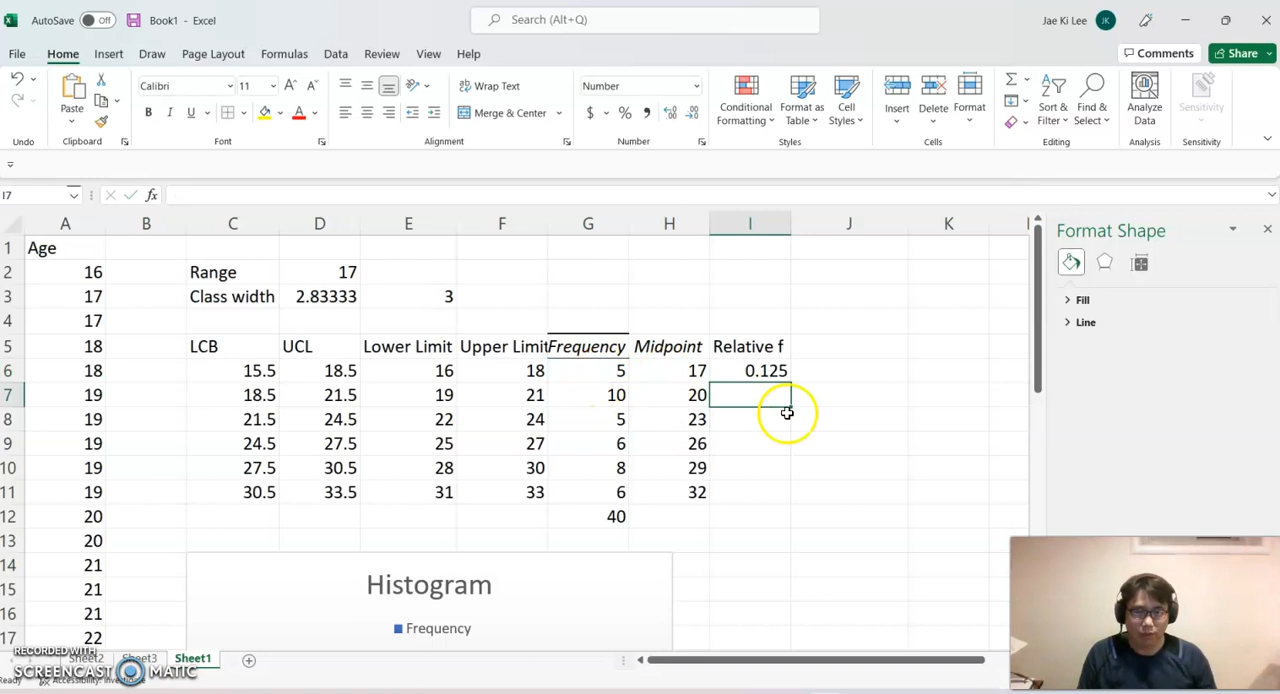 AutoSave Off Book1 - Excel Search (Alt+Q) Jae Ki Lee JK
File Home Insert Draw Page Layout Formulas Data Review View Help Comments Share
Calibri 11 Wrap Text Number
Paste Merge & Center Conditional Formatting Format as Table Cell Styles Insert Delete Format Sort & Filter Find & Select Analyze Data Sensitivity
Undo Clipboard Font Alignment Number Styles Cells Editing Analysis Sensitivity
I7 fx
A B C D E F G H I J K
1 Age
2 16 Range 17
3 17 Class width 2.83333 3
4 17
5 18 LCB UCL Lower Limit Upper Limit Frequency Midpoint Relative f
6 18 15.5 18.5 16 18 5 17 0.125
7 19 18.5 21.5 19 21 10 20
8 19 21.5 24.5 22 24 5 23
9 19 24.5 27.5 25 27 6 26
10 19 27.5 30.5 28 30 8 29
11 19 30.5 33.5 31 33 6 32
12 20 40
13 20
14 21
15 21
16 21
17 22
Histogram
Frequency
Format Shape
Fill
Line
Sheet2 Sheet3 Sheet1
RECORDED WITH
SCREENCAST MATIC